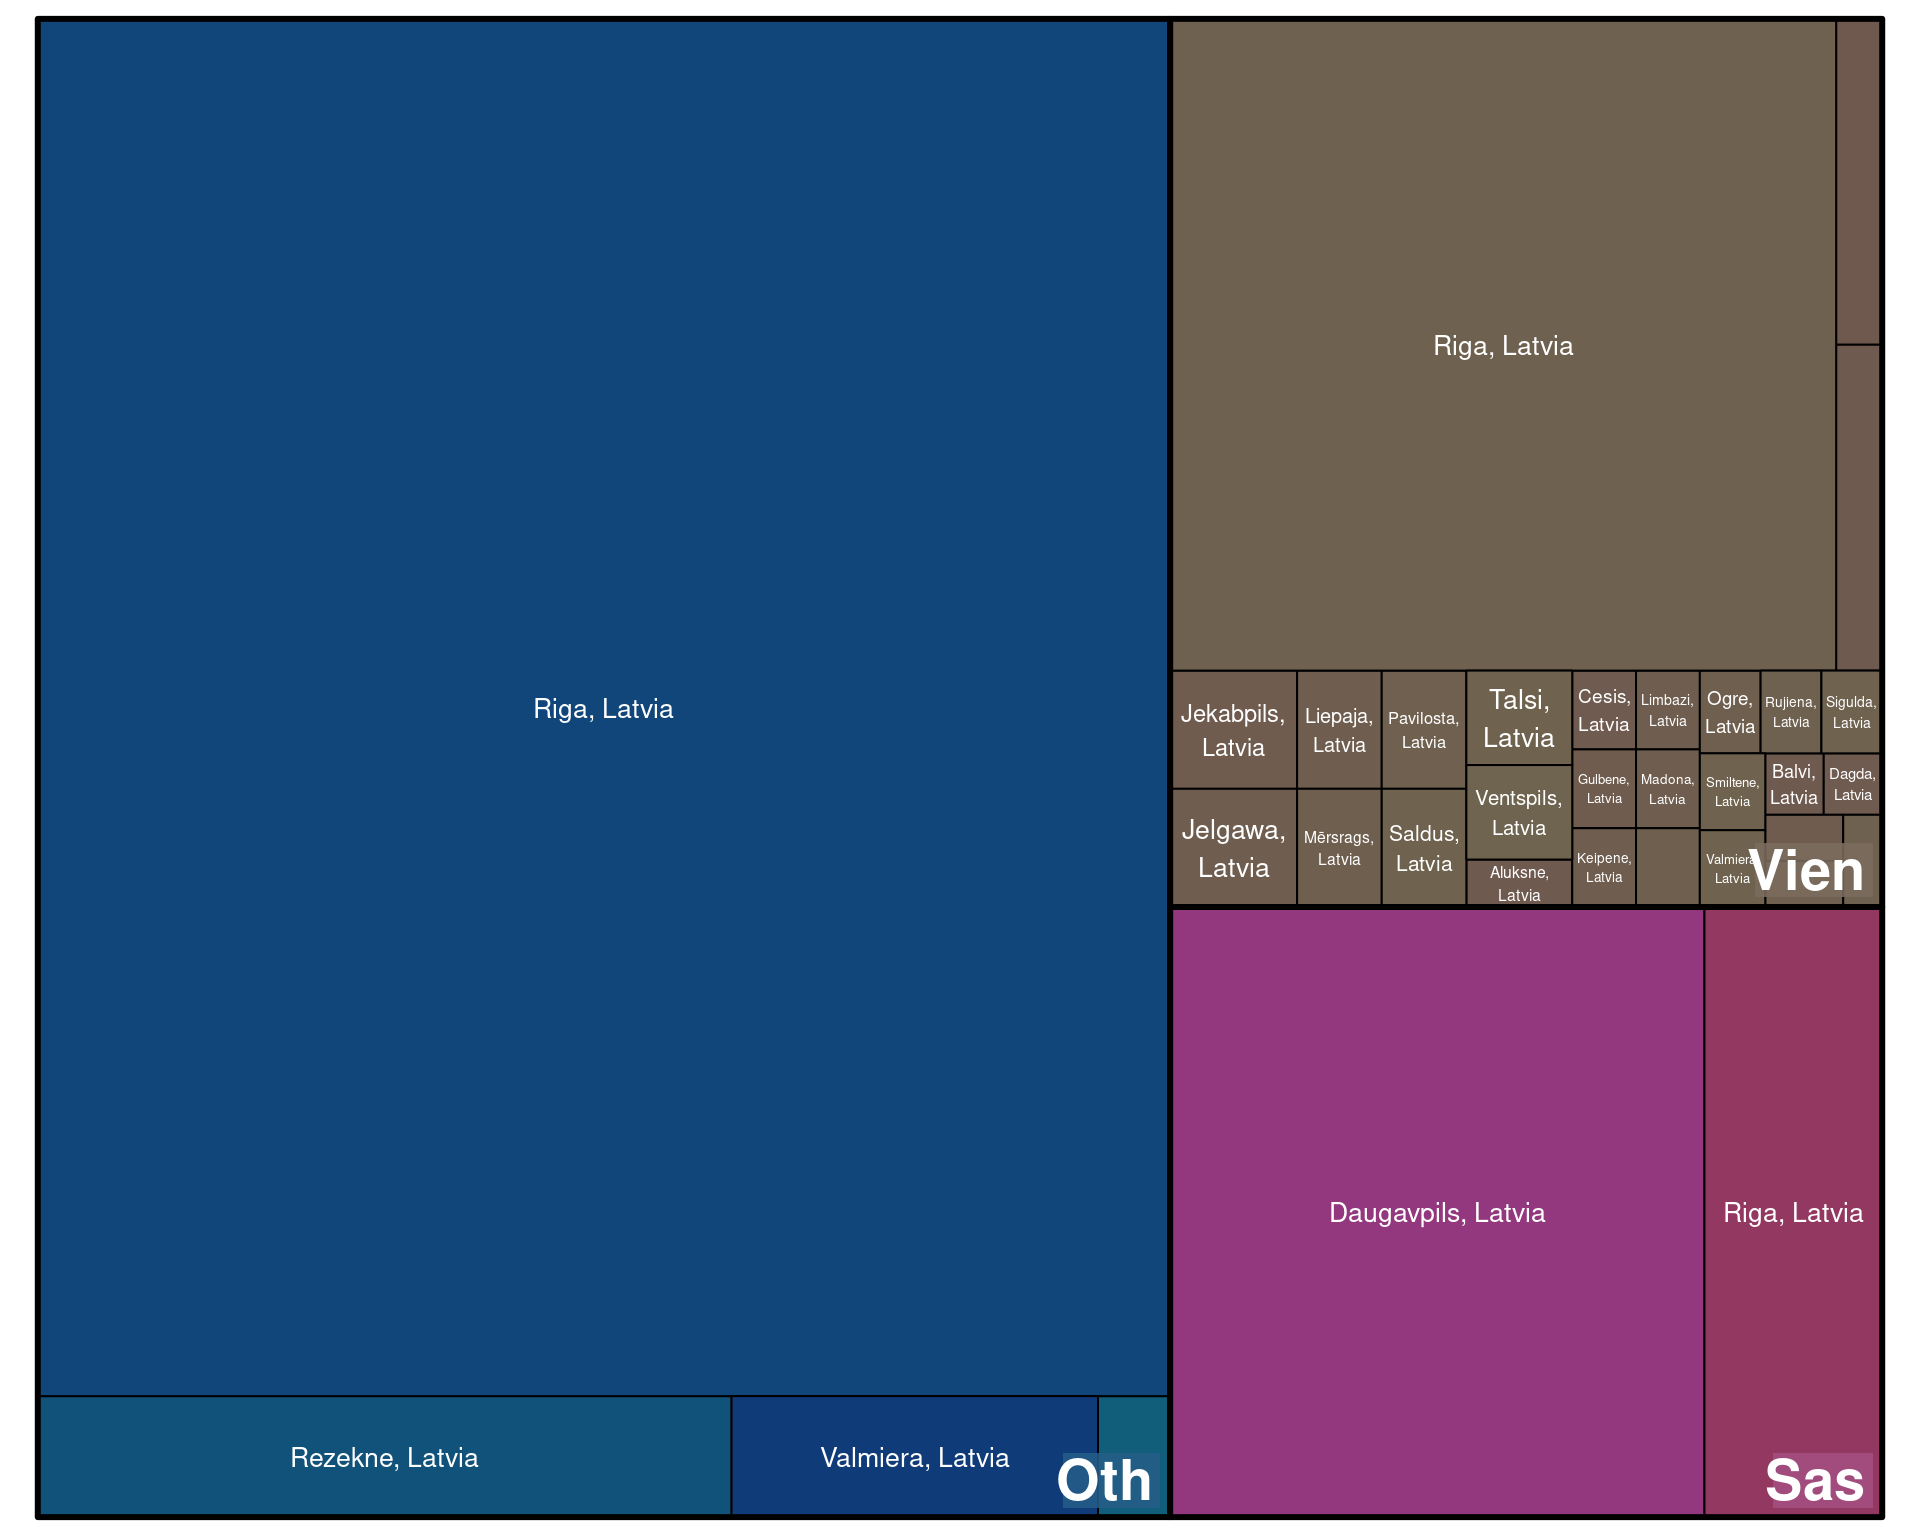 Riga, Latvia
Rezekne, Latvia
Valmiera, Latvia
Oth
Riga, Latvia
Jekabpils,
Latvia
Liepaja,
Latvia
Pavilosta,
Latvia
Talsi,
Latvia
Cesis,
Latvia
Limbazi,
Latvia
Ogre,
Latvia
Rujiena,
Latvia
Sigulda,
Latvia
Jelgawa,
Latvia
Mērsrags,
Latvia
Saldus,
Latvia
Ventspils,
Latvia
Aluksne,
Latvia
Gulbene,
Latvia
Madona,
Latvia
Keipene,
Latvia
Smiltene,
Latvia
Balvi,
Latvia
Dagda,
Latvia
Valmiera
Latvia
Vien
Daugavpils, Latvia
Riga, Latvia
Sas